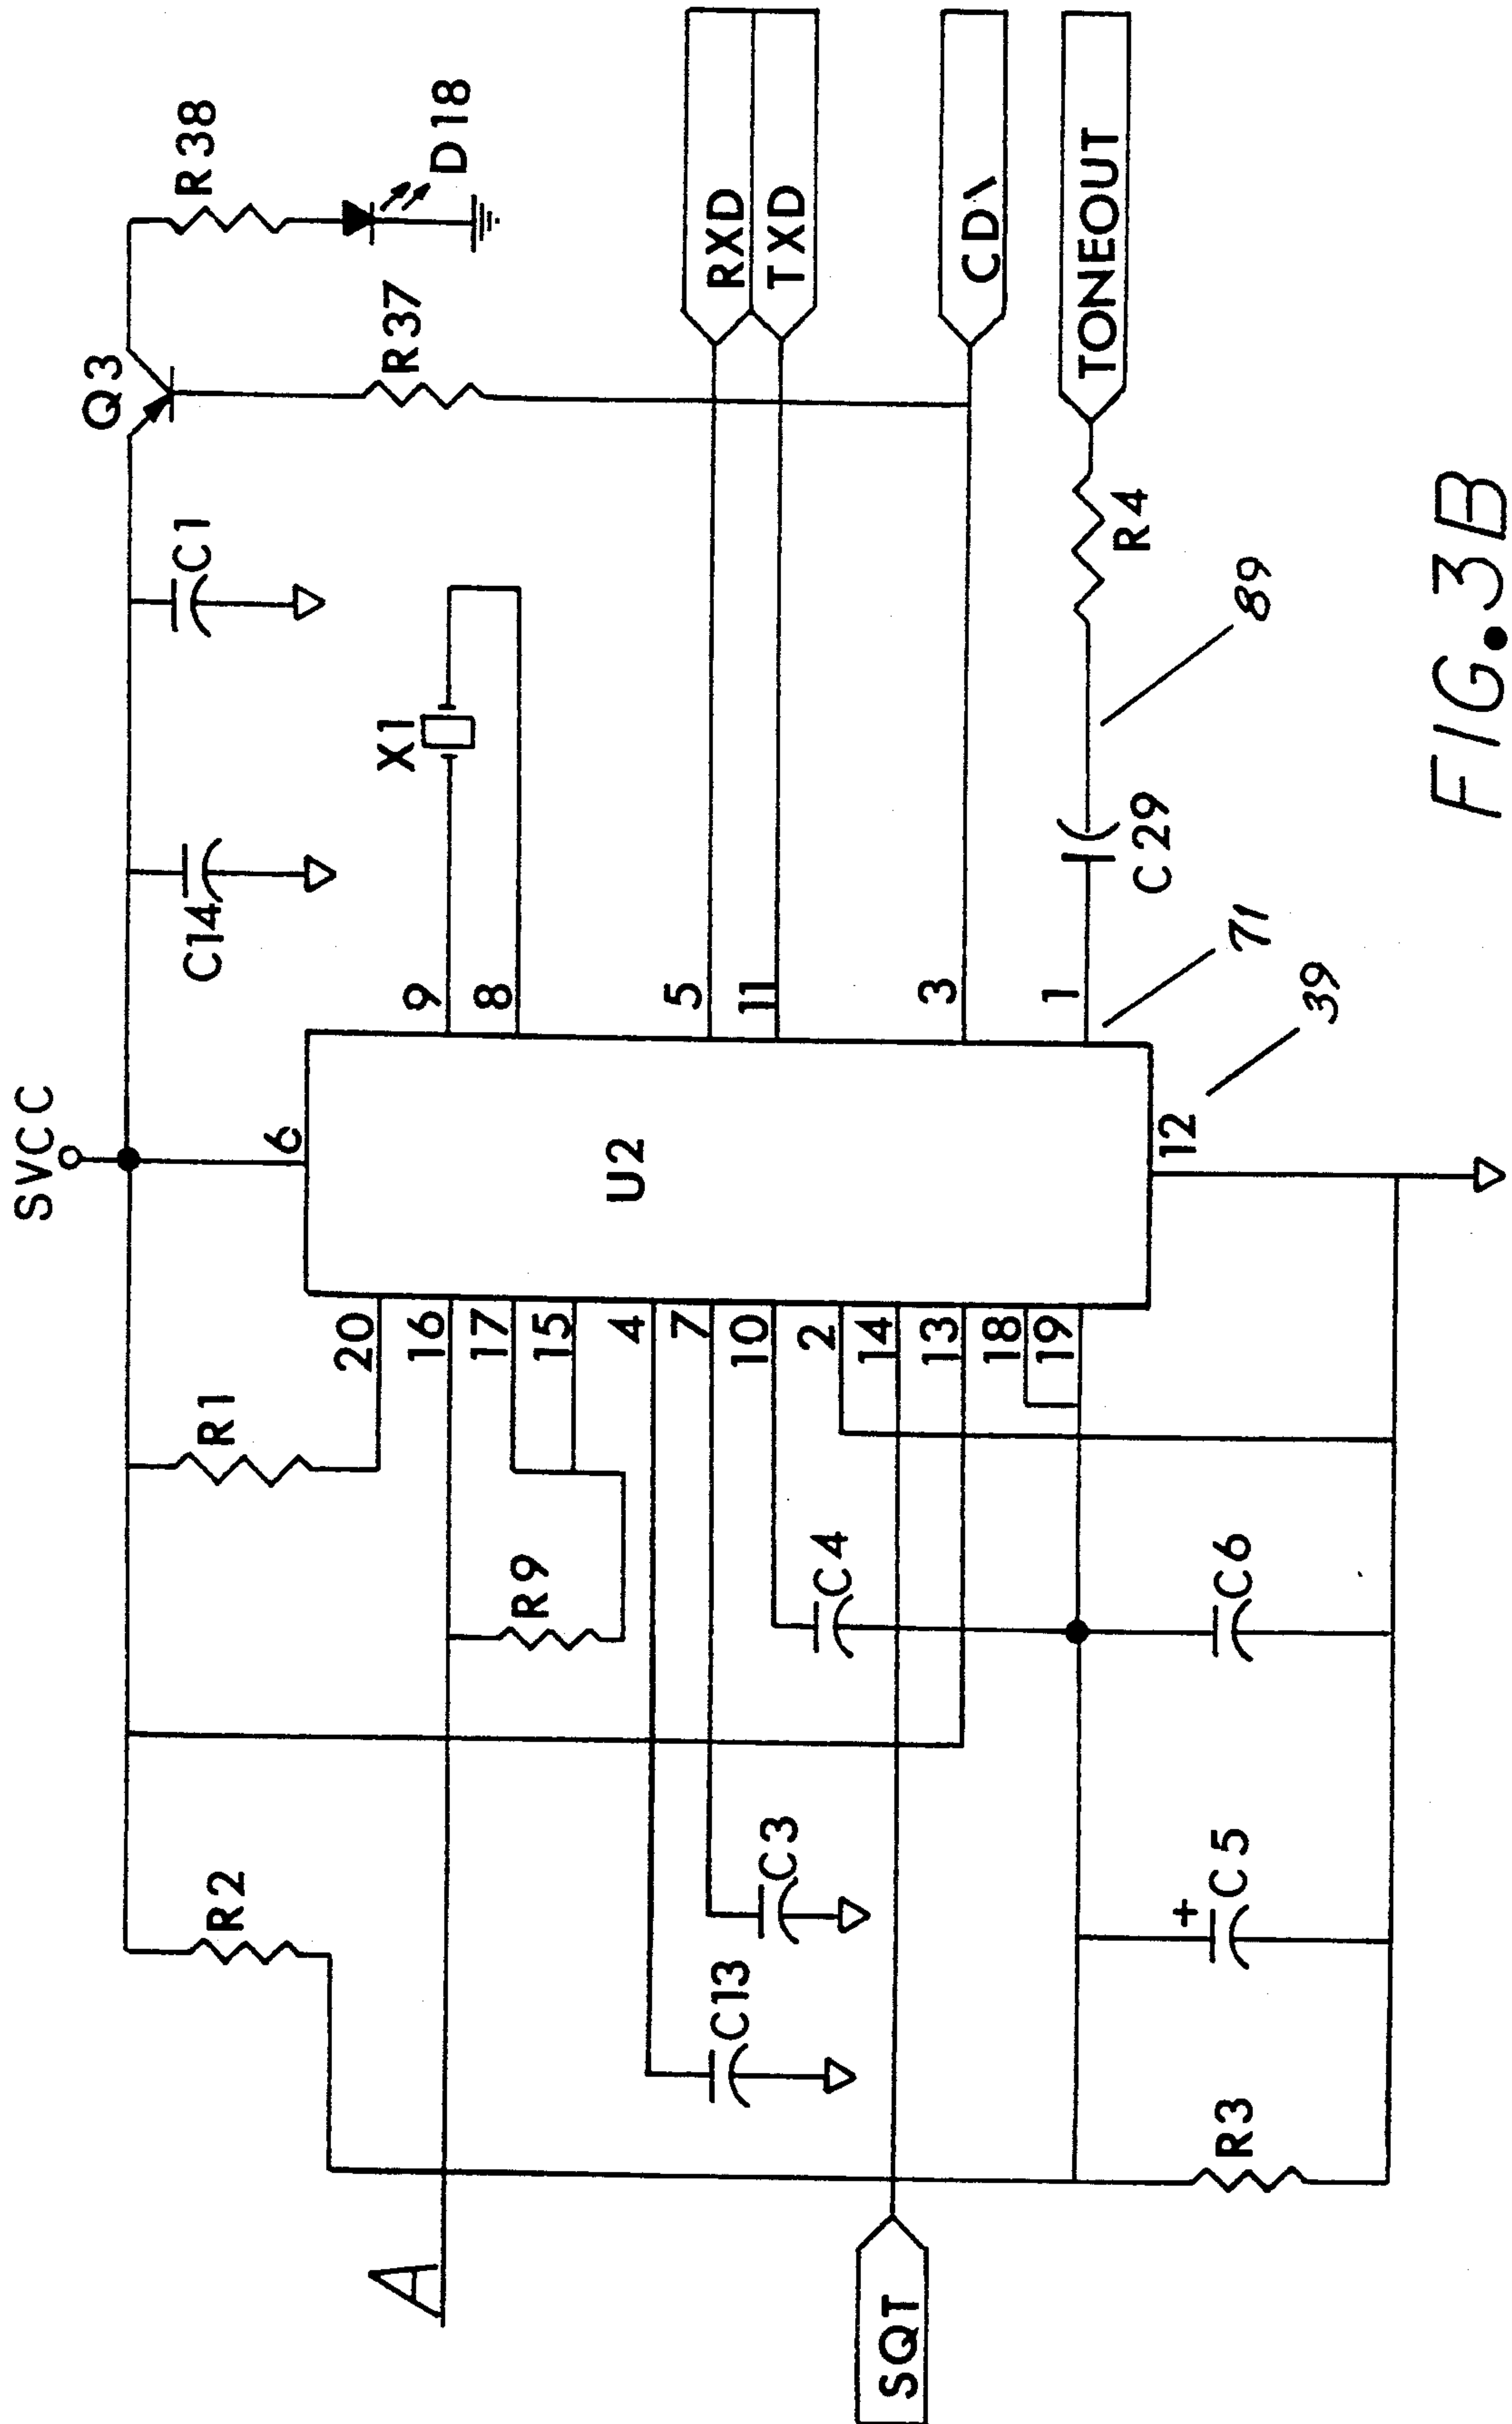 SVCC
Q3
R38
D18
R37
C1
C14
X1
R1
R2
R9
6
9
8
5
11
3
1
20
16
17
15
4
7
10
2
14
13
18
19
12
U2
A
RXD
TXD
CD\
TONEOUT
R4
C29
89
71
39
C4
C3
C13
C6
C5
+
R3
SQT
FIG.3B